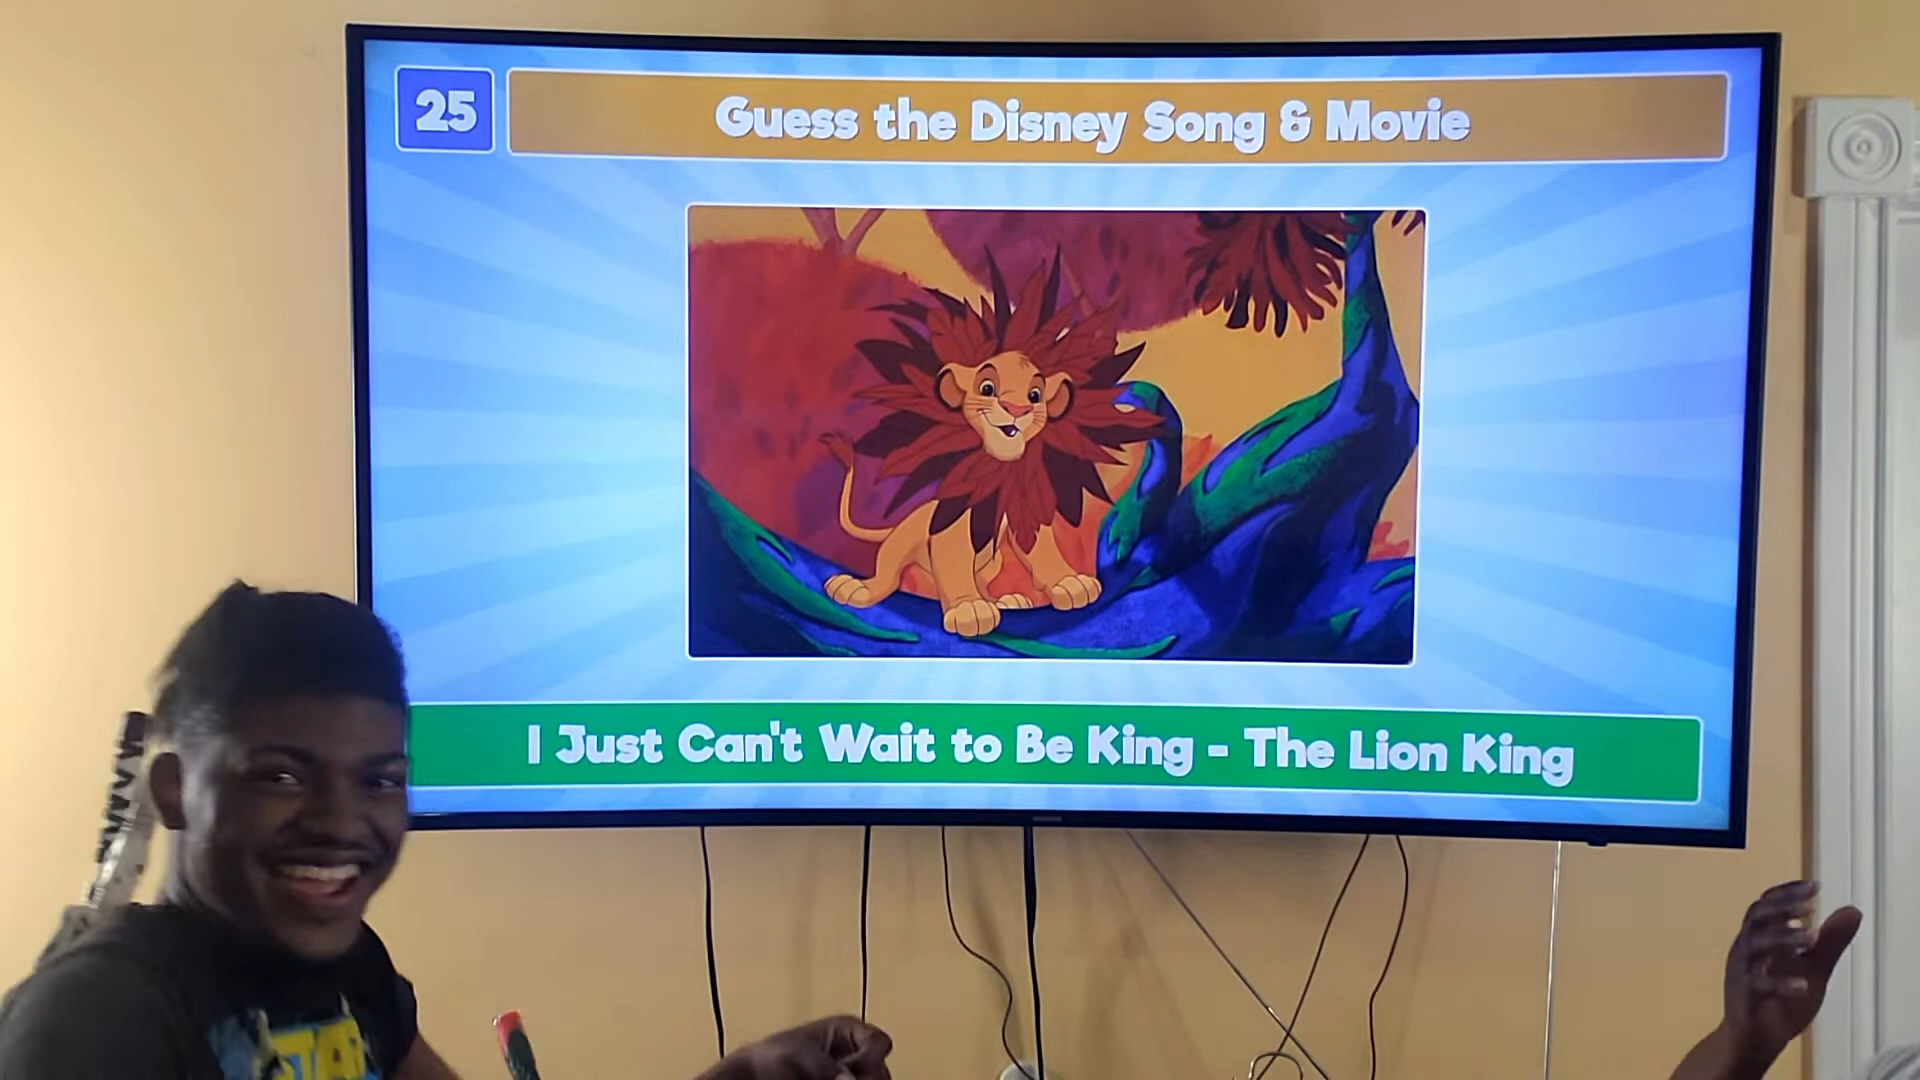 25
Guess the Disney Song & Movie
I Just Can't Wait to Be King - The Lion King